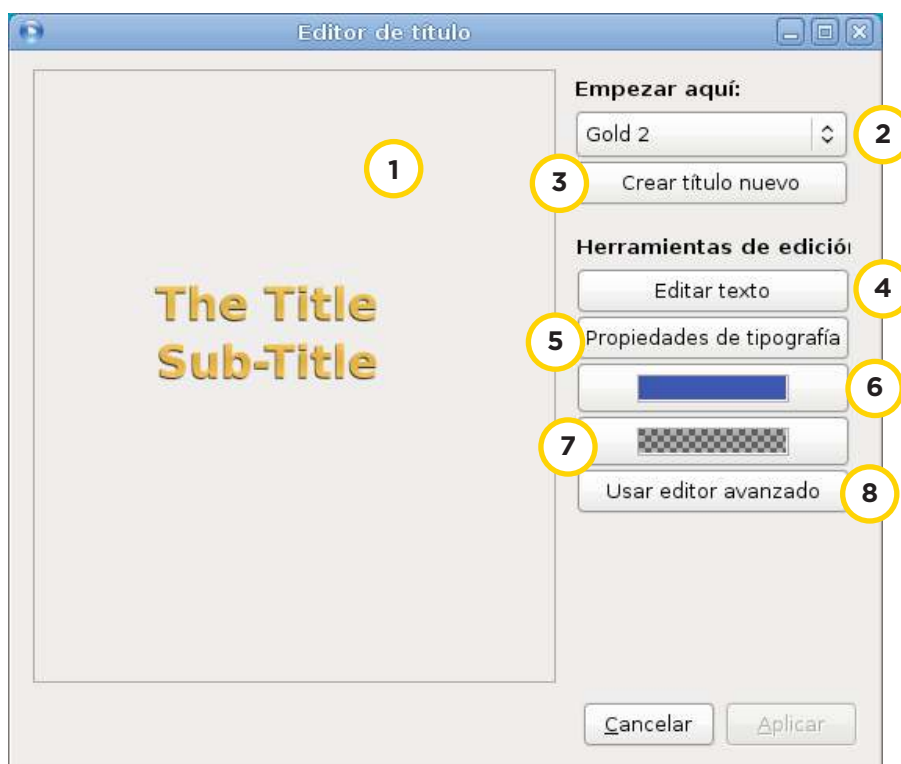 Editor de título
Empezar aquí:
Gold 2
2
1
3
Crear título nuevo
Herramientas de edición
Editar texto
4
The Title
5
Propiedades de tipografía
Sub-Title
6
7
Usar editor avanzado
8
Cancelar
Aplicar